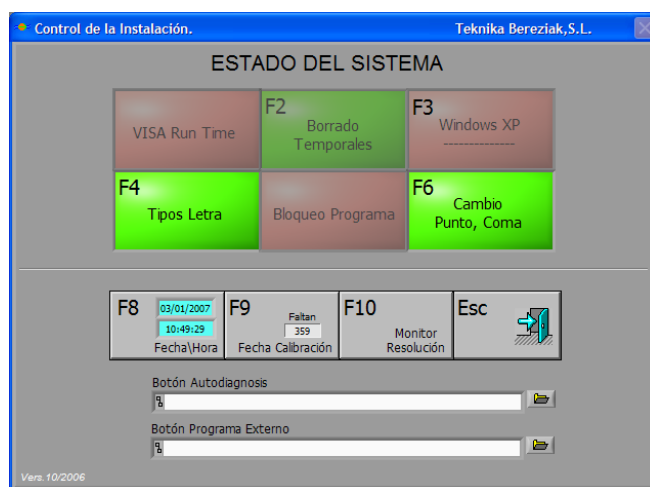 Control de la Instalación. Teknika Bereziak,S.L.
ESTADO DEL SISTEMA
VISA Run Time
F2
Borrado
Temporales
F3
Windows XP
--------------
F4
Tipos Letra
Bloqueo Programa
F6
Cambio
Punto, Coma
F8
03/01/2007
10:49:29
Fecha\Hora
F9
Faltan
359
Fecha Calibración
F10
Monitor
Resolución
Esc
Botón Autodiagnosis
Botón Programa Externo
Vers.10/2006